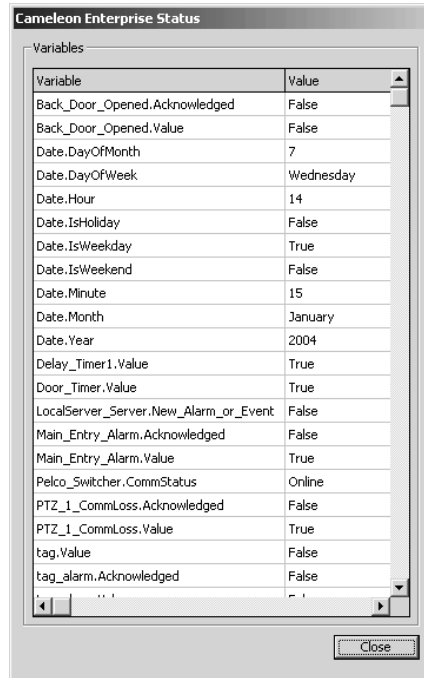 Cameleon Enterprise Status
Variables
Variable Value
Back_Door_Opened.Acknowledged False
Back_Door_Opened.Value False
Date.DayOfMonth 7
Date.DayOfWeek Wednesday
Date.Hour 14
Date.IsHoliday False
Date.IsWeekday True
Date.IsWeekend False
Date.Minute 15
Date.Month January
Date.Year 2004
Delay_Timer1.Value True
Door_Timer.Value True
LocalServer_Server.New_Alarm_or_Event False
Main_Entry_Alarm.Acknowledged False
Main_Entry_Alarm.Value True
Pelco_Switcher.CommStatus Online
PTZ_1_CommLoss.Acknowledged False
PTZ_1_CommLoss.Value True
tag.Value False
tag_alarm.Acknowledged False
Close